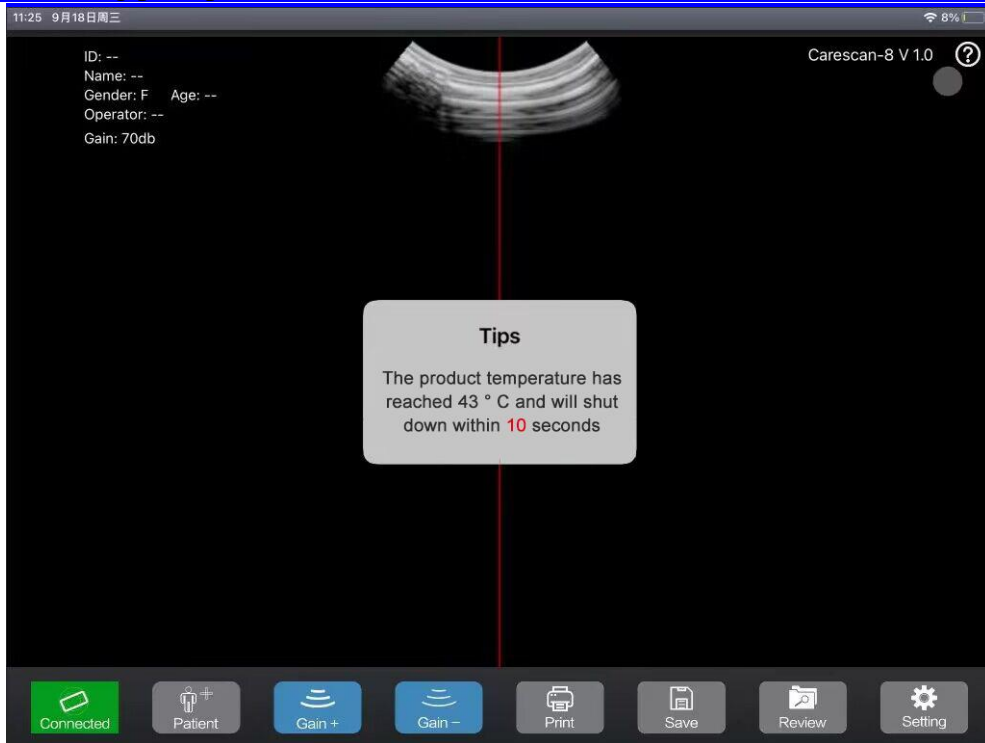 11:25 9月18日周三
8%
ID: --
Name: --
Gender: F Age: --
Operator: --
Gain: 70db
Carescan-8 V 1.0
?
Tips
The product temperature has
reached 43 ° C and will shut
down within 10 seconds
Connected
Patient
Gain +
Gain −
Print
Save
Review
Setting